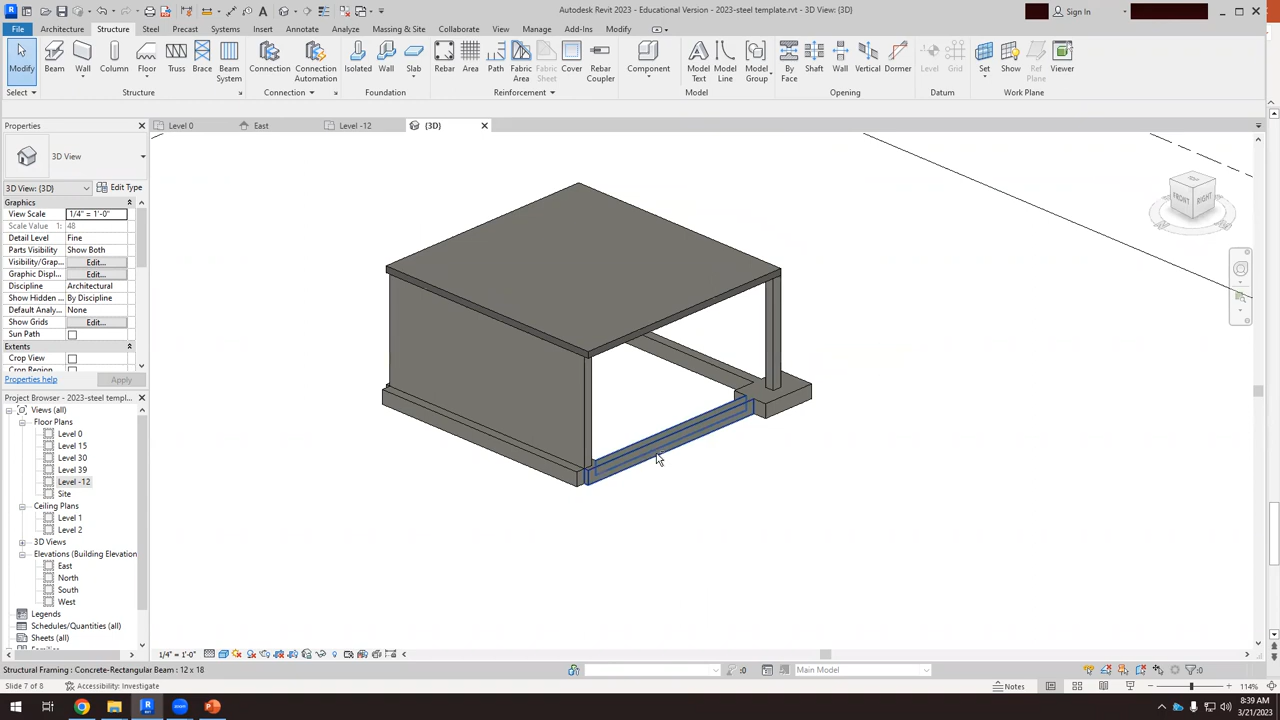 Autodesk Revit 2023 - Educational Version - 2023-steel template.rvt - 3D View: {3D}
Sign In
File Architecture Structure Steel Precast Systems Insert Annotate Analyze Massing & Site Collaborate View Manage Add-Ins Modify
Modify Beam Wall Column Floor Truss Brace Beam System Connection Connection Automation Isolated Wall Slab Rebar Area Path Fabric Area Fabric Sheet Cover Rebar Coupler Component Model Text Model Line Model Group By Face Shaft Wall Vertical Dormer Level Grid Set Show Ref Plane Viewer
Select Structure Connection Foundation Reinforcement Model Opening Datum Work Plane
Properties
Level 0 East Level -12 {3D}
3D View
3D View: {3D} Edit Type
Graphics
View Scale 1/4" = 1'-0"
Scale Value 1: 48
Detail Level Fine
Parts Visibility Show Both
Visibility/Grap... Edit...
Graphic Displ... Edit...
Discipline Architectural
Show Hidden ... By Discipline
Default Analy... None
Show Grids Edit...
Sun Path
Extents
Crop View
Crop Region
Properties help Apply
TOP
FRONT RIGHT
Project Browser - 2023-steel temp...
Views (all)
Floor Plans
Level 0
Level 15
Level 30
Level 39
Level -12
Site
Ceiling Plans
Level 1
Level 2
3D Views
Elevations (Building Elevation
East
North
South
West
Legends
Schedules/Quantities (all)
Sheets (all)
Families
1/4" = 1'-0"
Structural Framing : Concrete-Rectangular Beam : 12 x 18
:0 Main Model :0
Slide 7 of 8 Accessibility: Investigate Notes 114%
8:39 AM
3/21/2023